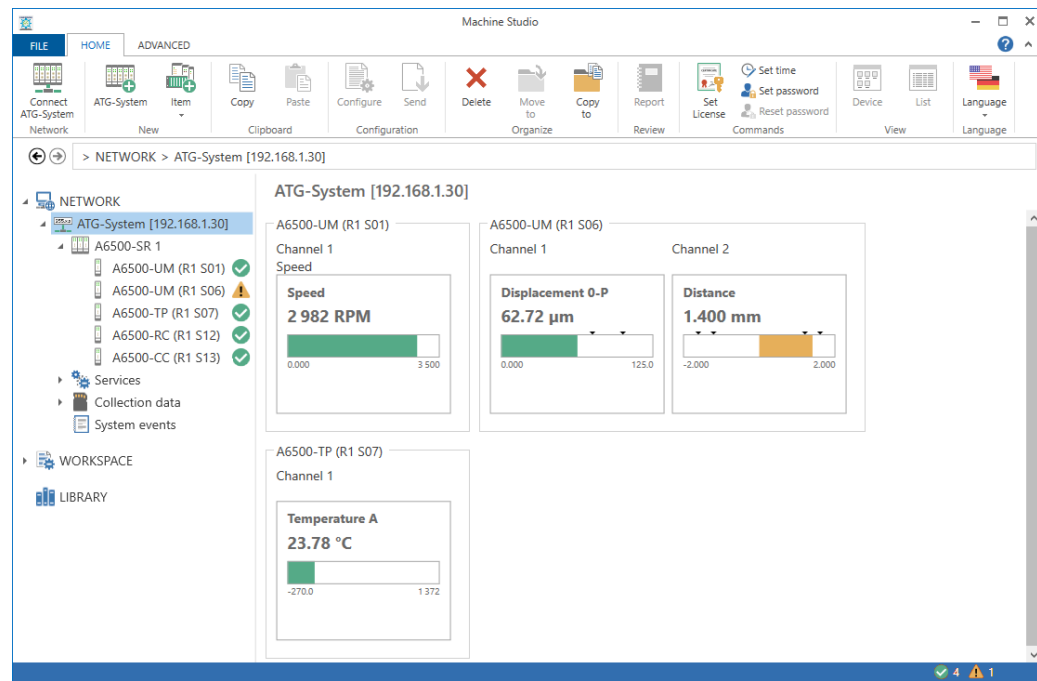 Machine Studio
FILE HOME ADVANCED
Connect ATG-System Item Copy Paste Configure Send Delete Move Copy Report Set Set time Device List Language
ATG-System to to License Set password
Reset password
Network New Clipboard Configuration Organize Review Commands View Language
> NETWORK > ATG-System [192.168.1.30]
NETWORK
ATG-System [192.168.1.30]
A6500-SR 1
A6500-UM (R1 S01)
A6500-UM (R1 S06)
A6500-TP (R1 S07)
A6500-RC (R1 S12)
A6500-CC (R1 S13)
Services
Collection data
System events
WORKSPACE
LIBRARY
ATG-System [192.168.1.30]
A6500-UM (R1 S01)
Channel 1
Speed
Speed
2 982 RPM
0.000 3 500
A6500-UM (R1 S06)
Channel 1 Channel 2
Displacement 0-P
62.72 µm
0.000 125.0
Distance
1.400 mm
-2.000 2.000
A6500-TP (R1 S07)
Channel 1
Temperature A
23.78 °C
-270.0 1 372
4 1